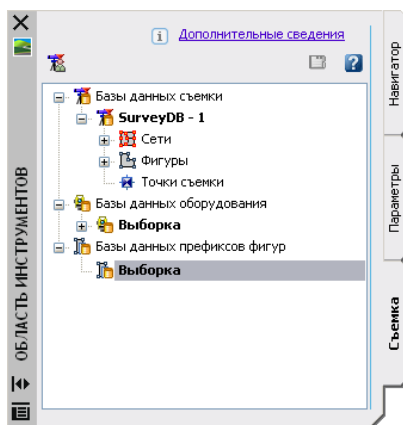 Дополнительные сведения
Базы данных съемки
SurveyDB - 1
Сети
Фигуры
Точки съемки
Базы данных оборудования
Выборка
Базы данных префиксов фигур
Выборка
ОБЛАСТЬ ИНСТРУМЕНТОВ
Навигатор
Параметры
Съемка